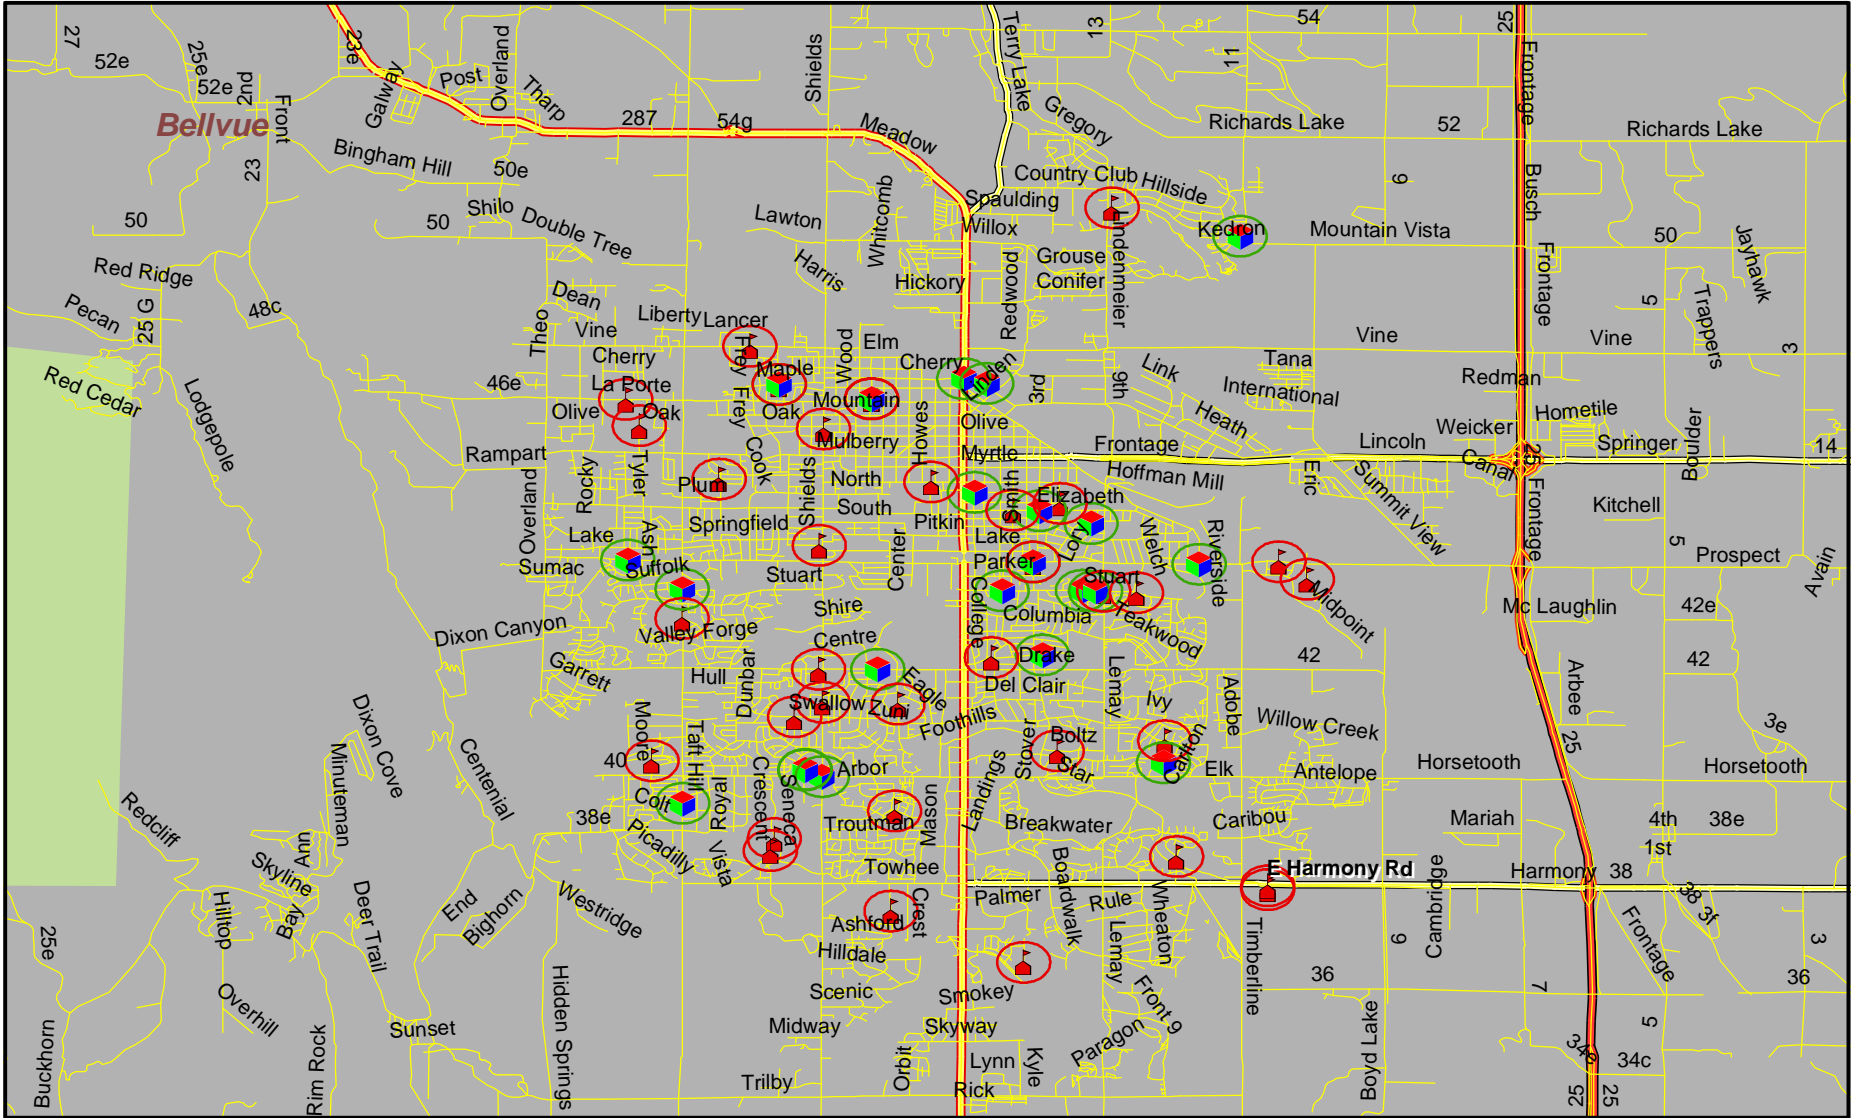 27
52e
25e
52e
2nd
Front
23e
Galway
Post
Overland
Tharp
Shields
Terry Lake
13
11
54
25
Frontage
Bellvue
287
54g
Meadow
Gregory
Richards Lake
52
Richards Lake
Bingham Hill
50e
23
Country Club
Hillside
6
Busch
50
50
Shilo
Double Tree
Lawton
Whitcomb
Spaulding
Willox
Lindenmeier
Kedron
Mountain Vista
50
Jayhawk
Red Ridge
Pecan
25 G
48c
Harris
Hickory
Redwood
Grouse
Conifer
Frontage
5
Trappers
3
Dean
Theo
Vine
Liberty
Lancer
Cherry
Frey
Wood
Elm
Cherry
Linden
Vine
Vine
Tana
Link
Red Cedar
Lodgepole
46e
La Porte
Maple
Mountain
3rd
9th
International
Redman
Olive
Oak
Frey
Oak
Mulberry
Howes
Olive
Heath
Weicker
Hometile
Boulder
Rampart
Cook
Myrtle
Frontage
Lincoln
Springer
14
Canal
25
Rocky
Tyler
Plum
Shields
North
South
Smith
Elizabeth
Hoffman Mill
Eric
Summit View
Frontage
Kitchell
Overland
Springfield
Pitkin
Lake
Ash
Center
Lake
Lory
Welch
Riverside
5
Prospect
Avain
Sumac
Suffolk
Stuart
Parker
Stuart
Midpoint
Mc Laughlin
42e
Dixon Canyon
Valley Forge
Shire
College
Columbia
Teakwood
Centre
Garrett
Hull
Dunbar
Eagle
Drake
Del Clair
42
42
Lemay
Ivy
Adobe
Arbee
Swallow
Zuni
Foothills
Willow Creek
3e
Dixon Cove
Minuteman
Centenial
Moore
Taft Hill
40
Crescent
Seneca
Arbor
Stover
Boltz
Star
Carlton
Elk
Antelope
Horsetooth
25
Horsetooth
Landings
Redcliff
Colt
Royal
38e
Picadilly
Vista
Troutman
Mason
Breakwater
Caribou
Mariah
4th
38e
1st
Ann
Skyline
Towhee
E Harmony Rd
Harmony
38
Hilltop
Bay
Deer Trail
End
Bighorn
Westridge
Crest
Ashford
Palmer
Boardwalk
Rule
Wheaton
Cambridge
38
3f
25e
Hilldale
Lemay
Timberline
6
Frontage
3
Overhill
Hidden Springs
Scenic
Smokey
Front 9
36
7
36
Buckhorn
Rim Rock
Sunset
Midway
Skyway
Paragon
Boyd Lake
5
Trilby
Orbit
Lynn
Kyle
Rick
34e
34c
25
25